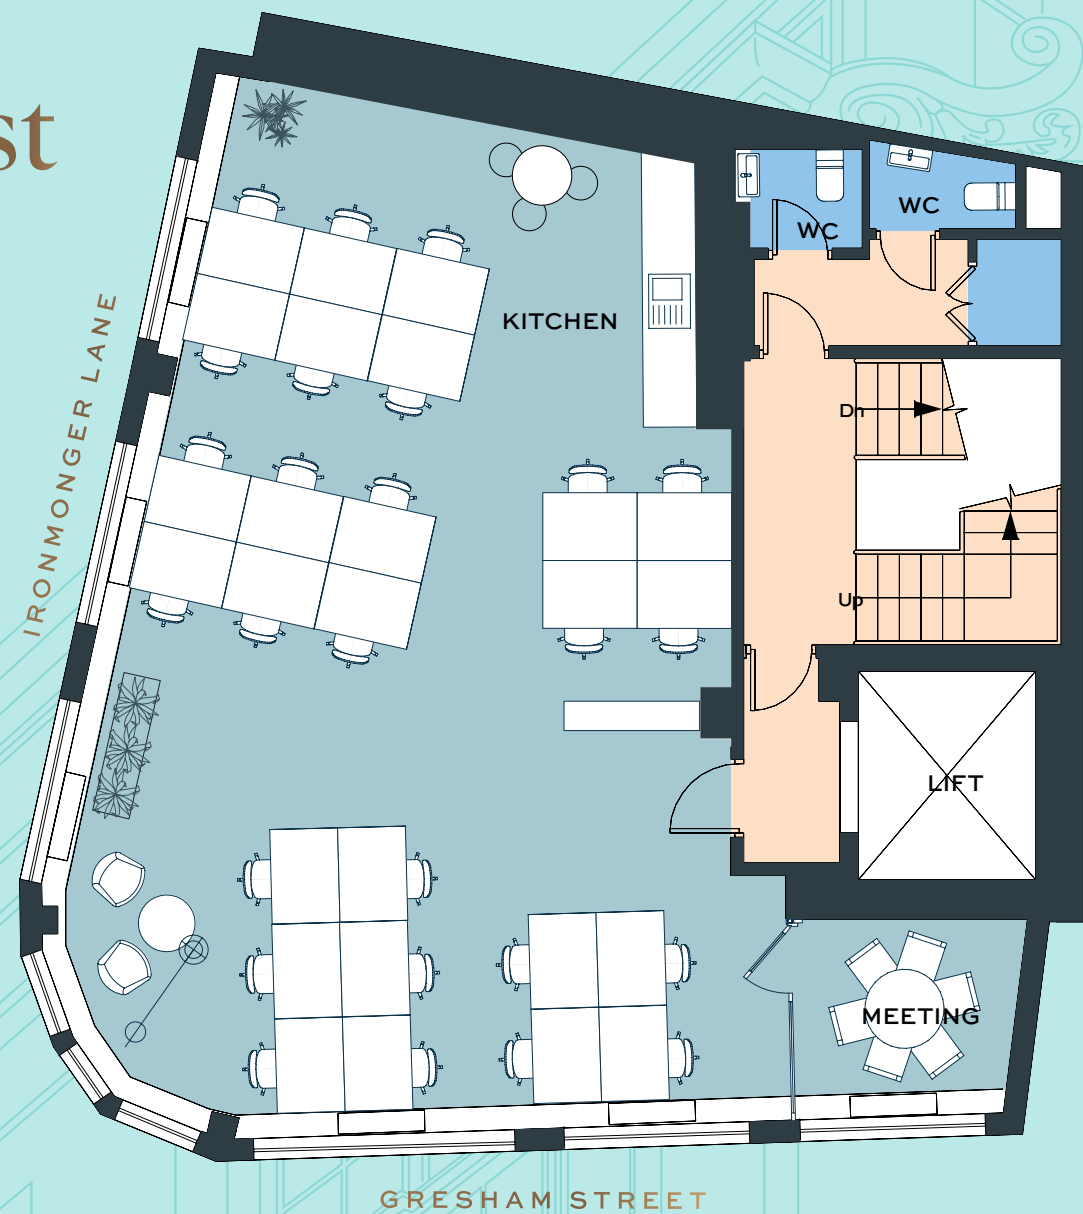 st
WC
WC
KITCHEN
IRONMONGER LANE
Dn
Up
LIFT
MEETING
GRESHAM STREET